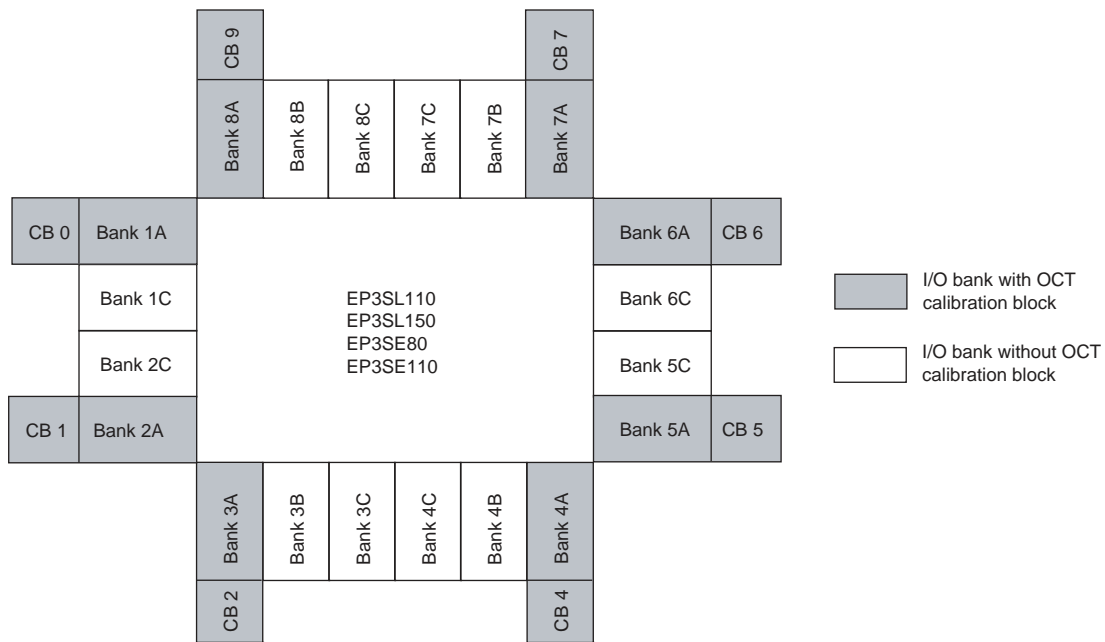 CB 9
CB 7
Bank 8A
Bank 8B
Bank 8C
Bank 7C
Bank 7B
Bank 7A
CB 0
Bank 1A
Bank 6A
CB 6
Bank 1C
Bank 6C
Bank 2C
Bank 5C
CB 1
Bank 2A
Bank 5A
CB 5
EP3SL110
EP3SL150
EP3SE80
EP3SE110
Bank 3A
Bank 3B
Bank 3C
Bank 4C
Bank 4B
Bank 4A
CB 2
CB 4
I/O bank with OCT
calibration block
I/O bank without OCT
calibration block